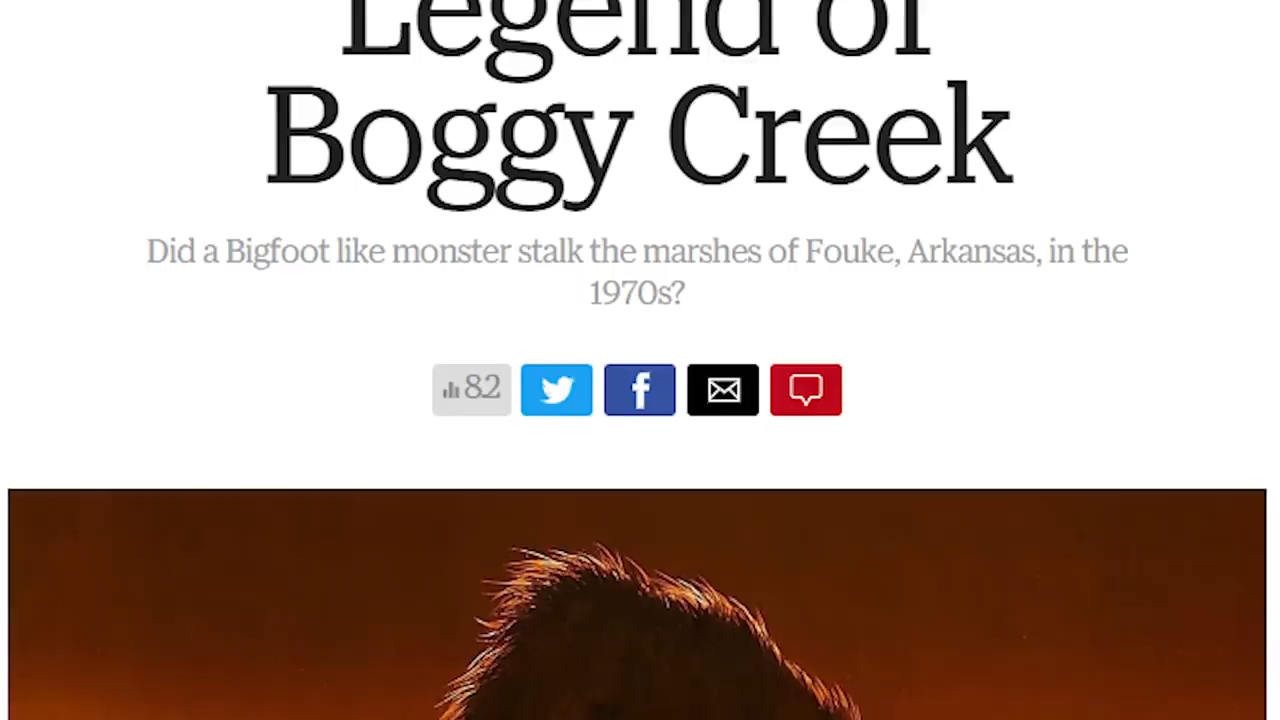 Legend of
Boggy Creek
Did a Bigfoot like monster stalk the marshes of Fouke, Arkansas, in the
1970s?
82